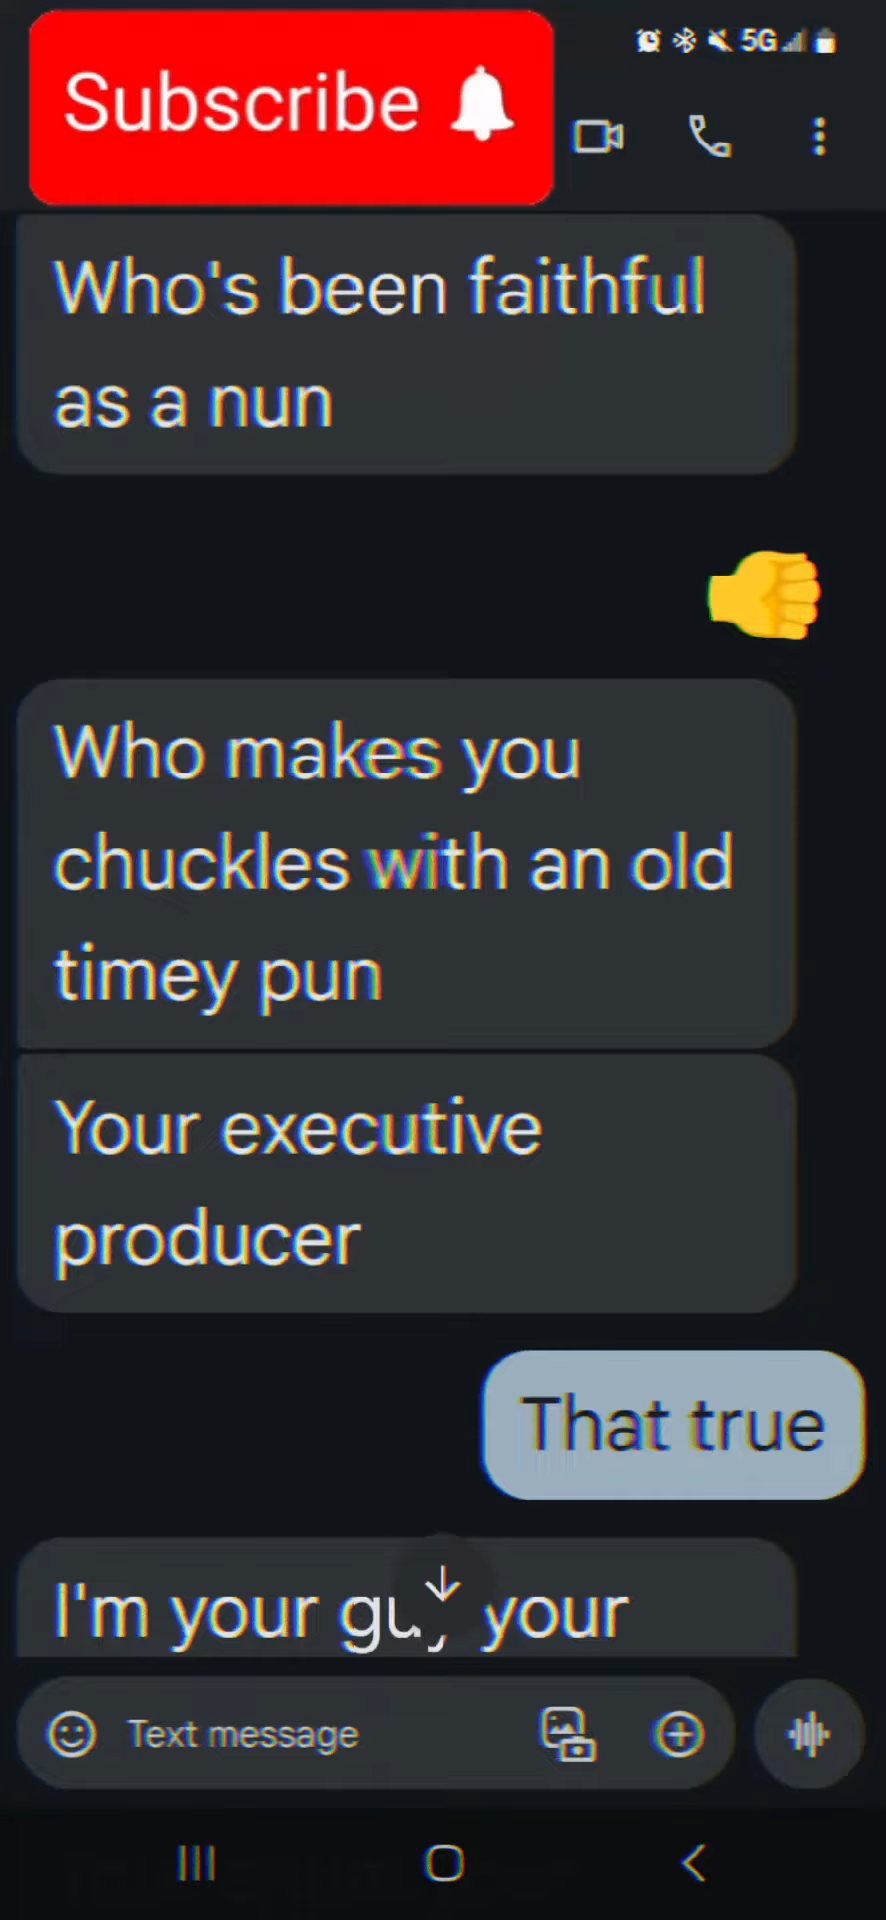 Subscribe
5G
Who's been faithful
as a nun
Who makes you
chuckles with an old
timey pun
Your executive
producer
That true
I'm your guy your
Text message